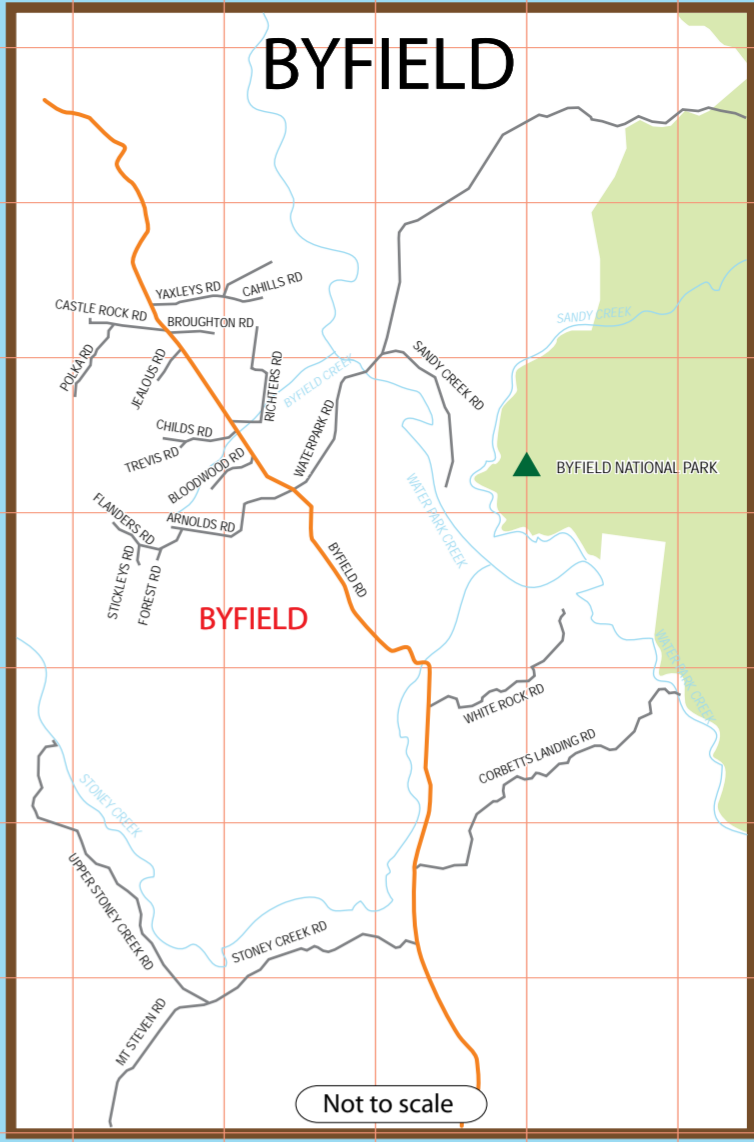 BYFIELD
YAXLEYS RD
CAHILLS RD
CASTLE ROCK RD
BROUGHTON RD
SANDY CREEK
POLKA RD
JEALOUS RD
RICHTERS RD
BYFIELD CREEK
SANDY CREEK RD
CHILDS RD
WATERPARK RD
TREVIS RD
BLOODWOOD RD
BYFIELD NATIONAL PARK
FLANDERS RD
ARNOLDS RD
WATER PARK CREEK
STICKLEYS RD
FOREST RD
BYFIELD RD
BYFIELD
WATER PARK CREEK
WHITE ROCK RD
CORBETTS LANDING RD
STONEY CREEK
UPPER STONEY CREEK RD
STONEY CREEK RD
MT STEVEN RD
Not to scale